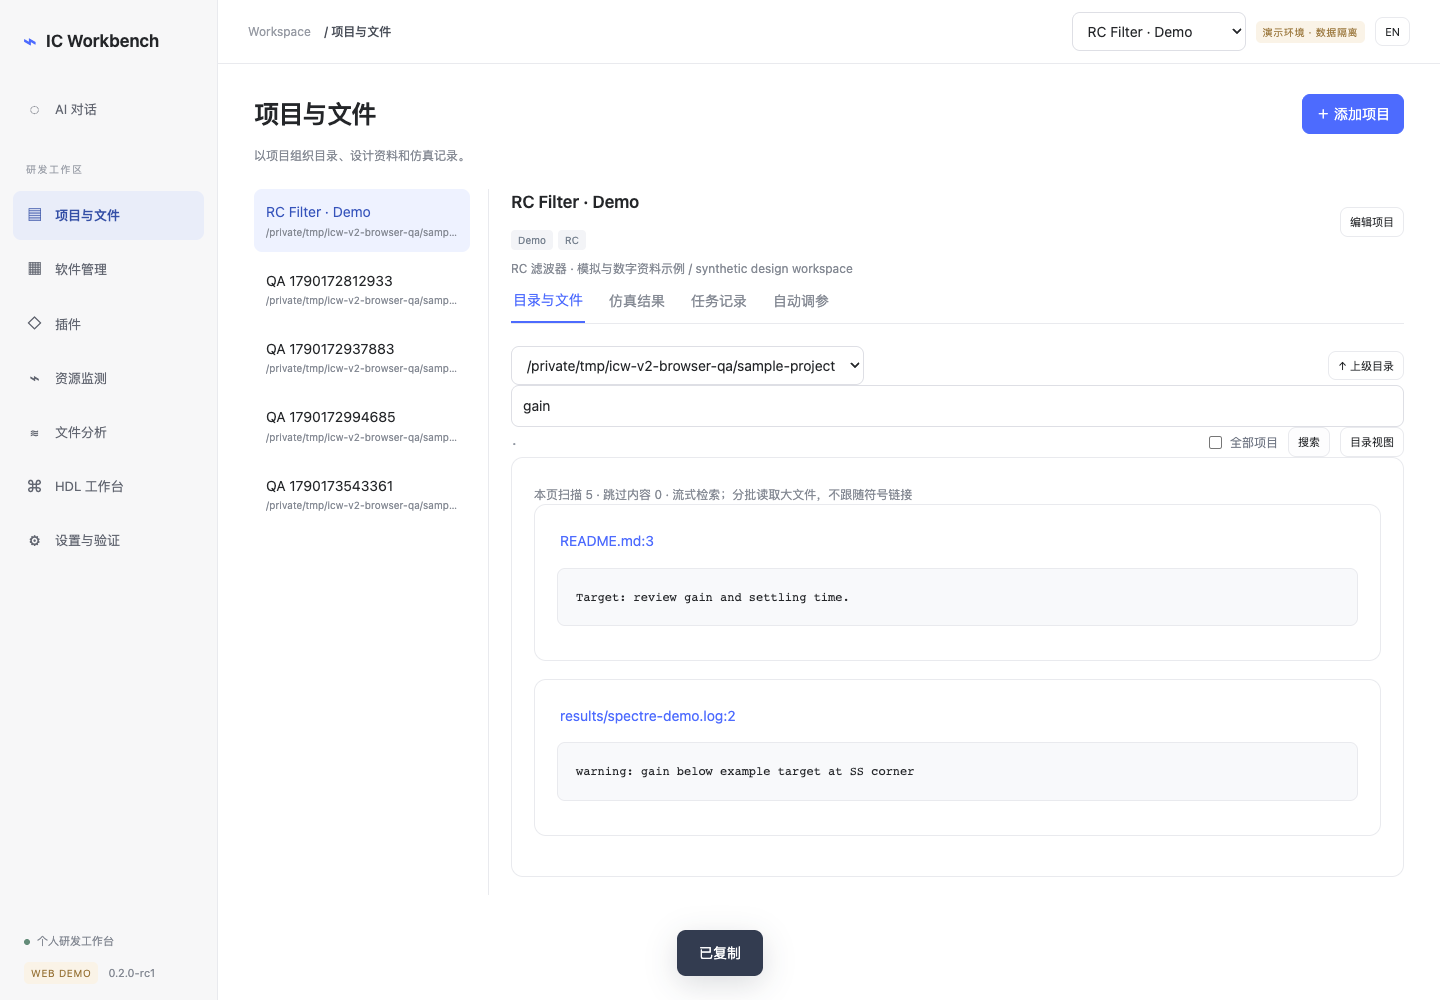 IC Workbench
AI 对话
研发工作区
项目与文件
软件管理
插件
资源监测
文件分析
HDL 工作台
设置与验证
个人研发工作台
WEB DEMO 0.2.0-rc1
Workspace / 项目与文件
RC Filter · Demo
演示环境 · 数据隔离
EN
项目与文件
+ 添加项目
以项目组织目录、设计资料和仿真记录。
RC Filter · Demo
/private/tmp/icw-v2-browser-qa/samp...
QA 1790172812933
/private/tmp/icw-v2-browser-qa/samp...
QA 1790172937883
/private/tmp/icw-v2-browser-qa/samp...
QA 1790172994685
/private/tmp/icw-v2-browser-qa/samp...
QA 1790173543361
/private/tmp/icw-v2-browser-qa/samp...
RC Filter · Demo
编辑项目
Demo RC
RC 滤波器 · 模拟与数字资料示例 / synthetic design workspace
目录与文件 仿真结果 任务记录 自动调参
/private/tmp/icw-v2-browser-qa/sample-project
↑ 上级目录
gain
.
全部项目 搜索 目录视图
本页扫描 5 · 跳过内容 0 · 流式检索；分批读取大文件，不跟随符号链接
README.md:3
Target: review gain and settling time.
results/spectre-demo.log:2
warning: gain below example target at SS corner
已复制